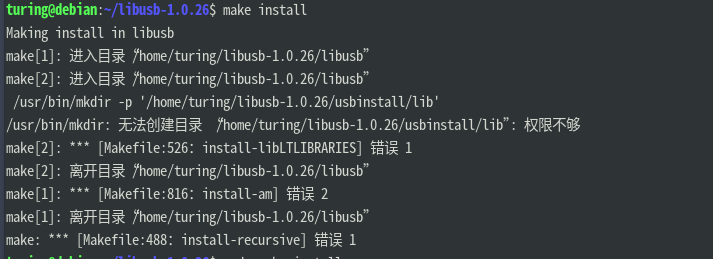 turing@debian:~/libusb-1.0.26$ make install
Making install in libusb
make[1]: 进入目录“/home/turing/libusb-1.0.26/libusb”
make[2]: 进入目录“/home/turing/libusb-1.0.26/libusb”
 /usr/bin/mkdir -p '/home/turing/libusb-1.0.26/usbinstall/lib'
/usr/bin/mkdir: 无法创建目录 “/home/turing/libusb-1.0.26/usbinstall/lib”: 权限不够
make[2]: *** [Makefile:526：install-libLTLIBRARIES] 错误 1
make[2]: 离开目录“/home/turing/libusb-1.0.26/libusb”
make[1]: *** [Makefile:816：install-am] 错误 2
make[1]: 离开目录“/home/turing/libusb-1.0.26/libusb”
make: *** [Makefile:488：install-recursive] 错误 1